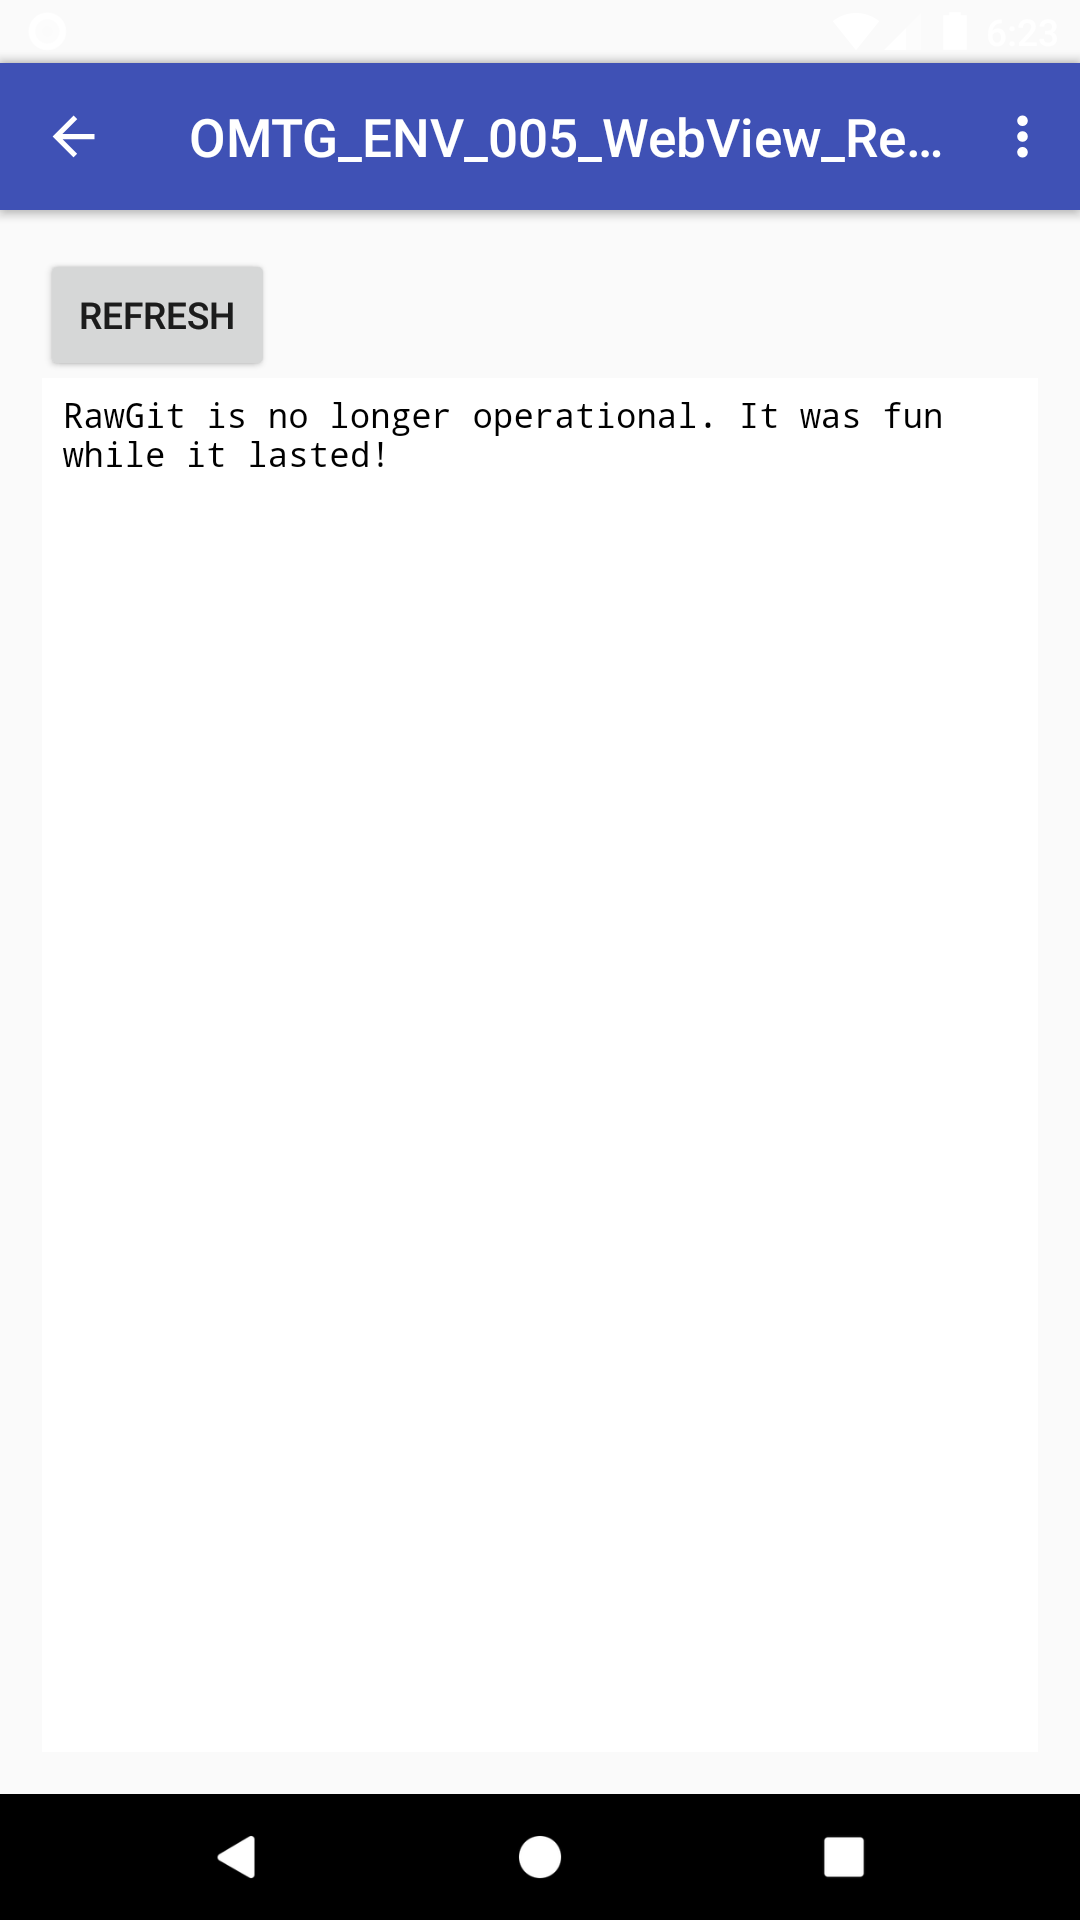 6:23
OMTG_ENV_005_WebView_Re...
REFRESH
RawGit is no longer operational. It was fun
while it lasted!